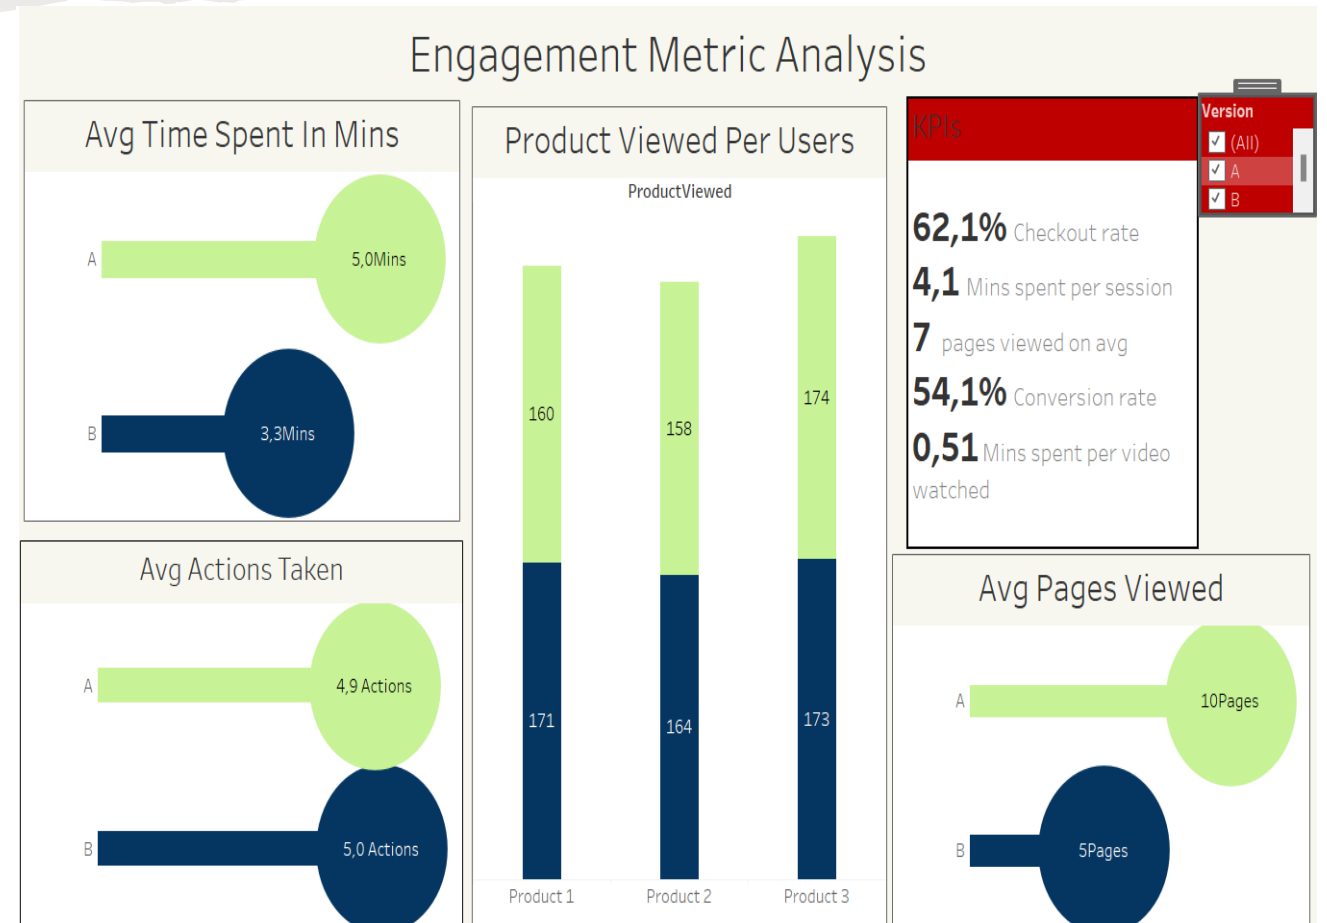 Engagement Metric Analysis
Avg Time Spent In Mins
A
5,0Mins
B
3,3Mins
Avg Actions Taken
A
4,9 Actions
B
5,0 Actions
Product Viewed Per Users
ProductViewed
160
158
174
171
164
173
Product 1
Product 2
Product 3
KPIs
62,1% Checkout rate
4,1 Mins spent per session
7 pages viewed on avg
54,1% Conversion rate
0,51 Mins spent per video
watched
Version
(All)
A
B
Avg Pages Viewed
A
10Pages
B
5Pages